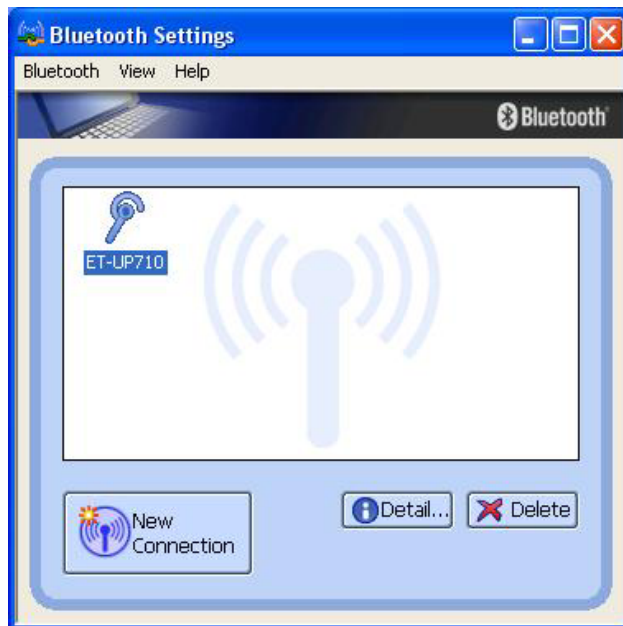 Bluetooth Settings
Bluetooth View Help
Bluetooth
ET-UP710
New
Connection
Detail...
Delete